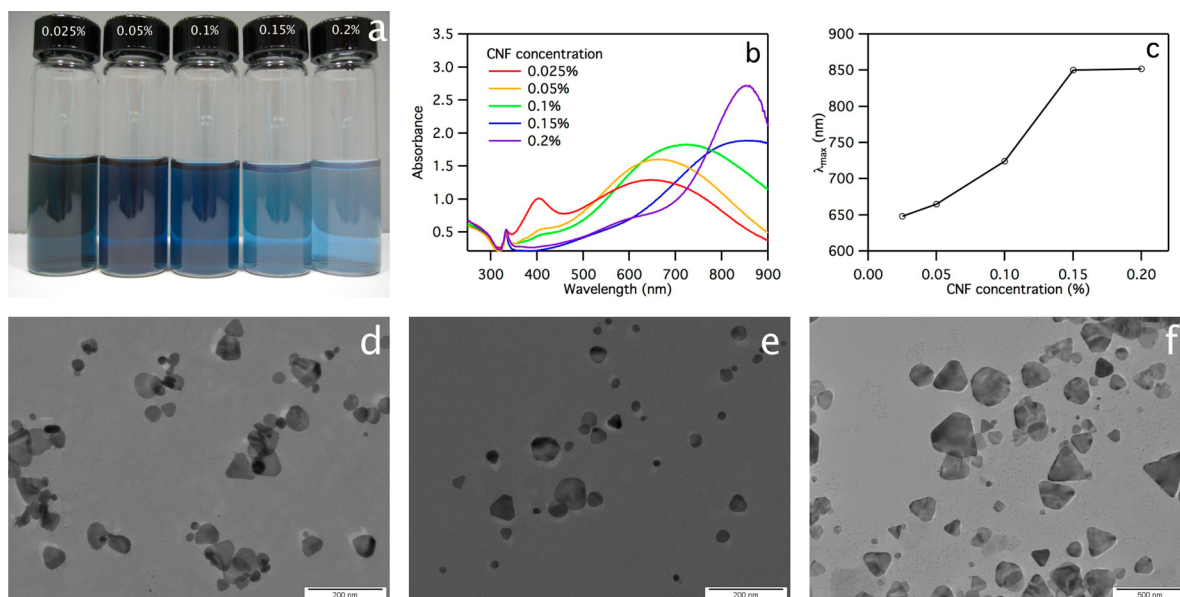 0.025% 0.05% 0.1% 0.15% 0.2%
a
3.5
3.0
2.5
2.0
1.5
1.0
0.5
Absorbance
CNF concentration
0.025%
0.05%
0.1%
0.15%
0.2%
b
300 400 500 600 700 800 900
Wavelength (nm)
900
850
800
750
700
650
600
λmax (nm)
c
0.00 0.05 0.10 0.15 0.20
CNF concentration (%)
d
200 nm
e
200 nm
f
500 nm